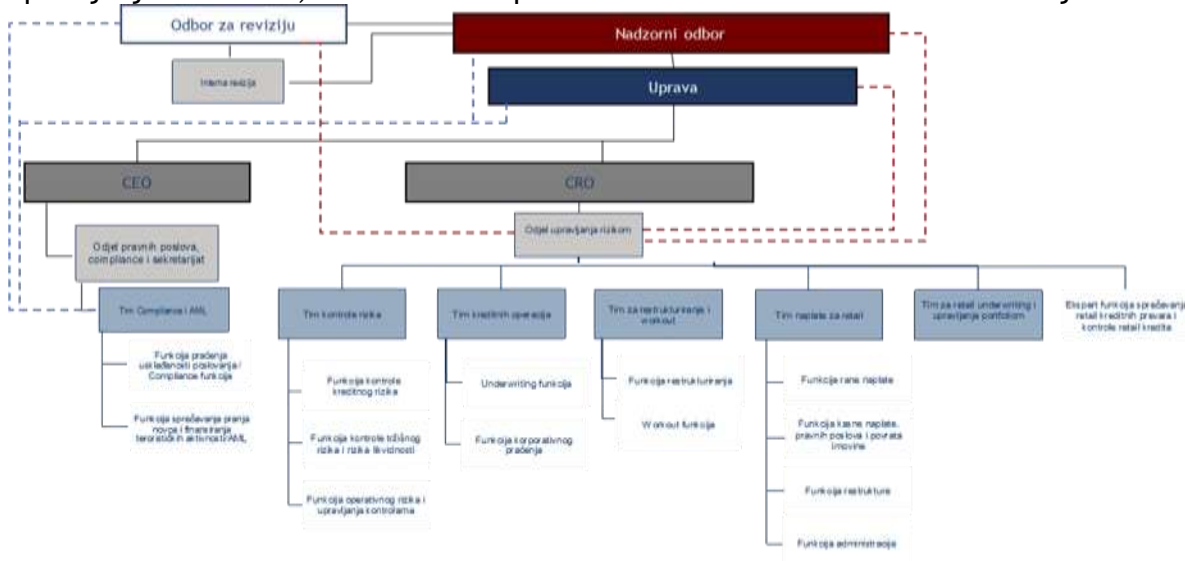 Odbor za reviziju
Nadzorni odbor
Interna revizija
Uprava
CEO
CRO
Odjel upravljanja rizikom
Odjel pravnih poslova,
compliance i sekretarijat
Tim Compliance i AML
Tim kontrole rizika
Tim kreditnih operacija
Tim za restrukturiranje i
workout
Tim naplate za retail
Tim za retail underwriting i
upravljanje portfoliom
Ekspert funkcija sprečavanja
retail kreditnih prevara i
kontrole retail kredita
Funkcija praćenja
usklađenosti poslovanja /
Compliance funkcija
Funkcija sprečavanja pranja
novca i finansiranja
terorističkih aktivnosti AML
Funkcija kontrole
kreditnog rizika
Funkcija kontrole tržišnog
rizika i rizika likvidnosti
Funkcija operativnog rizika i
upravljanja kontrolama
Underwriting funkcija
Funkcija korporativnog
praćenja
Funkcija restrukturiranja
Workout funkcija
Funkcija rane naplate
Funkcija kasne naplate,
pravnih poslova i povrata
imovine
Funkcija restrukture
Funkcija administracije